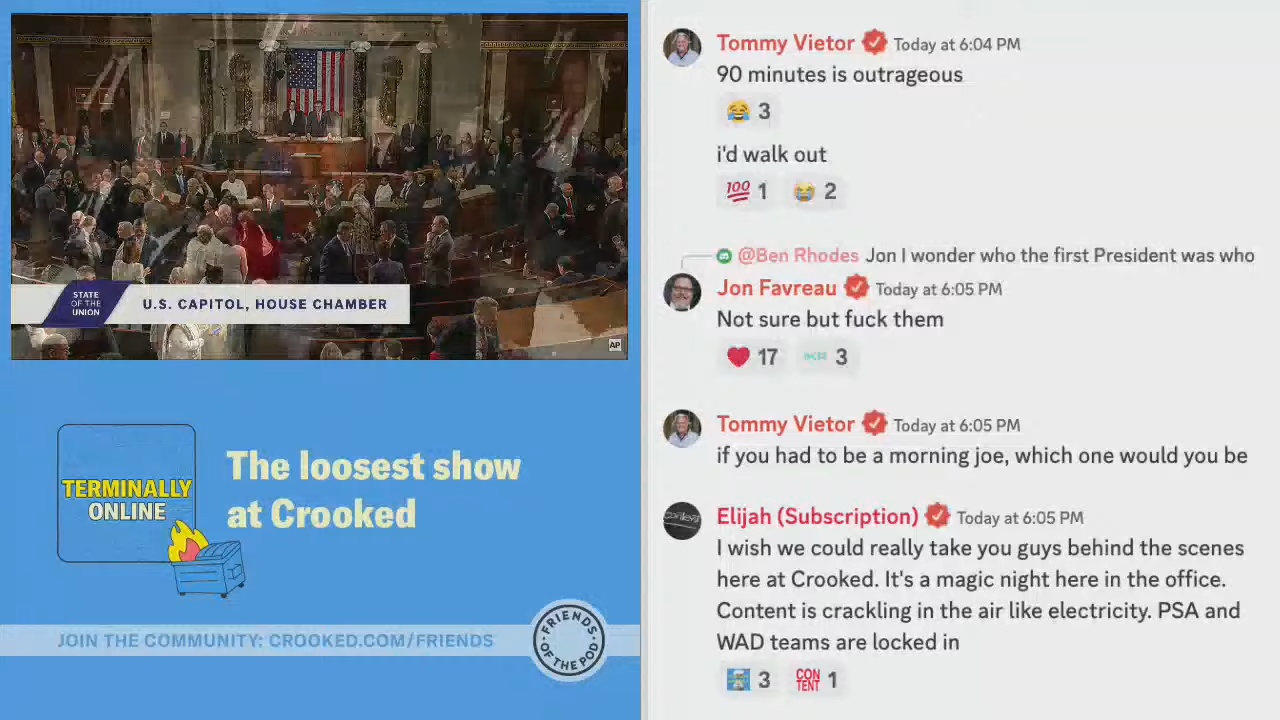 STATE
OF THE
UNION
U.S. CAPITOL, HOUSE CHAMBER
AP
TERMINALLY
ONLINE
The loosest show
at Crooked
JOIN THE COMMUNITY: CROOKED.COM/FRIENDS
FRIENDS
OF THE POD
Tommy Vietor Today at 6:04 PM
90 minutes is outrageous
😂 3
i'd walk out
💯 1 😭 2
@Ben Rhodes Jon I wonder who the first President was who
Jon Favreau Today at 6:05 PM
Not sure but fuck them
❤️ 17 3
Tommy Vietor Today at 6:05 PM
if you had to be a morning joe, which one would you be
Elijah (Subscription) Today at 6:05 PM
I wish we could really take you guys behind the scenes
here at Crooked. It's a magic night here in the office.
Content is crackling in the air like electricity. PSA and
WAD teams are locked in
3 CON
TENT 1